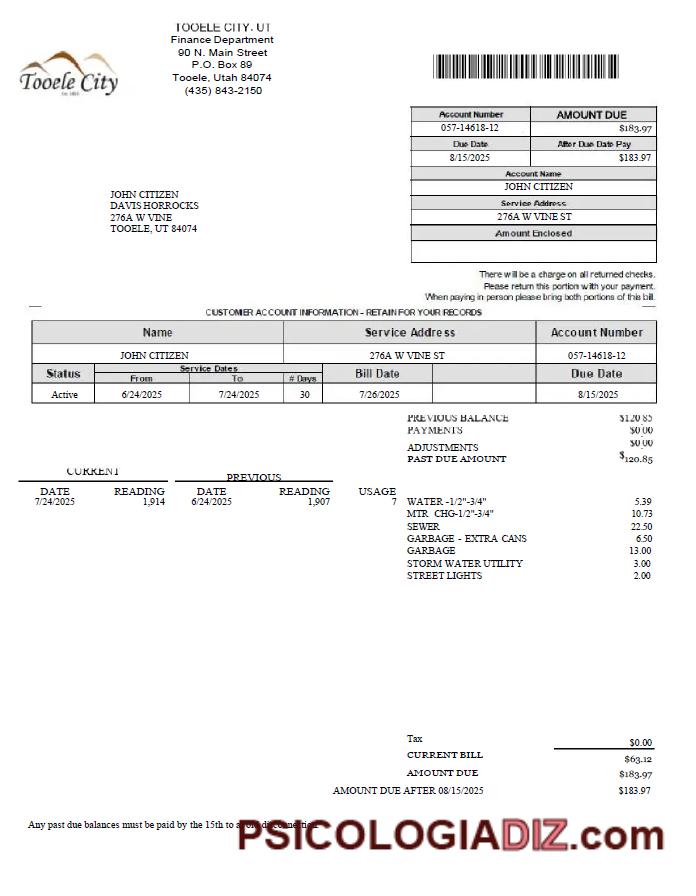 TOOELE CITY, UT
Finance Department
90 N. Main Street
P.O. Box 89
Tooele, Utah 84074
(435) 843-2150
Tooele City
Account Number AMOUNT DUE
057-14618-12 $183.97
Due Date After Due Date Pay
8/15/2025 $183.97
Account Name
JOHN CITIZEN
Service Address
276A W VINE ST
Amount Enclosed
JOHN CITIZEN
DAVIS HORROCKS
276A W VINE
TOOELE, UT 84074
There will be a charge on all returned checks.
Please return this portion with your payment.
When paying in person please bring both portions of this bill.
CUSTOMER ACCOUNT INFORMATION - RETAIN FOR YOUR RECORDS
Name Service Address Account Number
JOHN CITIZEN 276A W VINE ST 057-14618-12
Status Service Dates Bill Date Due Date
From To # Days
Active 6/24/2025 7/24/2025 30 7/26/2025 8/15/2025
PREVIOUS BALANCE $120.85
PAYMENTS $0.00
ADJUSTMENTS $0.00
PAST DUE AMOUNT $120.85
CURRENT PREVIOUS
DATE READING DATE READING USAGE
7/24/2025 1,914 6/24/2025 1,907 7
WATER -1/2"-3/4" 5.39
MTR CHG-1/2"-3/4" 10.73
SEWER 22.50
GARBAGE - EXTRA CANS 6.50
GARBAGE 13.00
STORM WATER UTILITY 3.00
STREET LIGHTS 2.00
Tax $0.00
CURRENT BILL $63.12
AMOUNT DUE $183.97
AMOUNT DUE AFTER 08/15/2025 $183.97
Any past due balances must be paid by the 15th to
PSICOLOGIADIZ.com